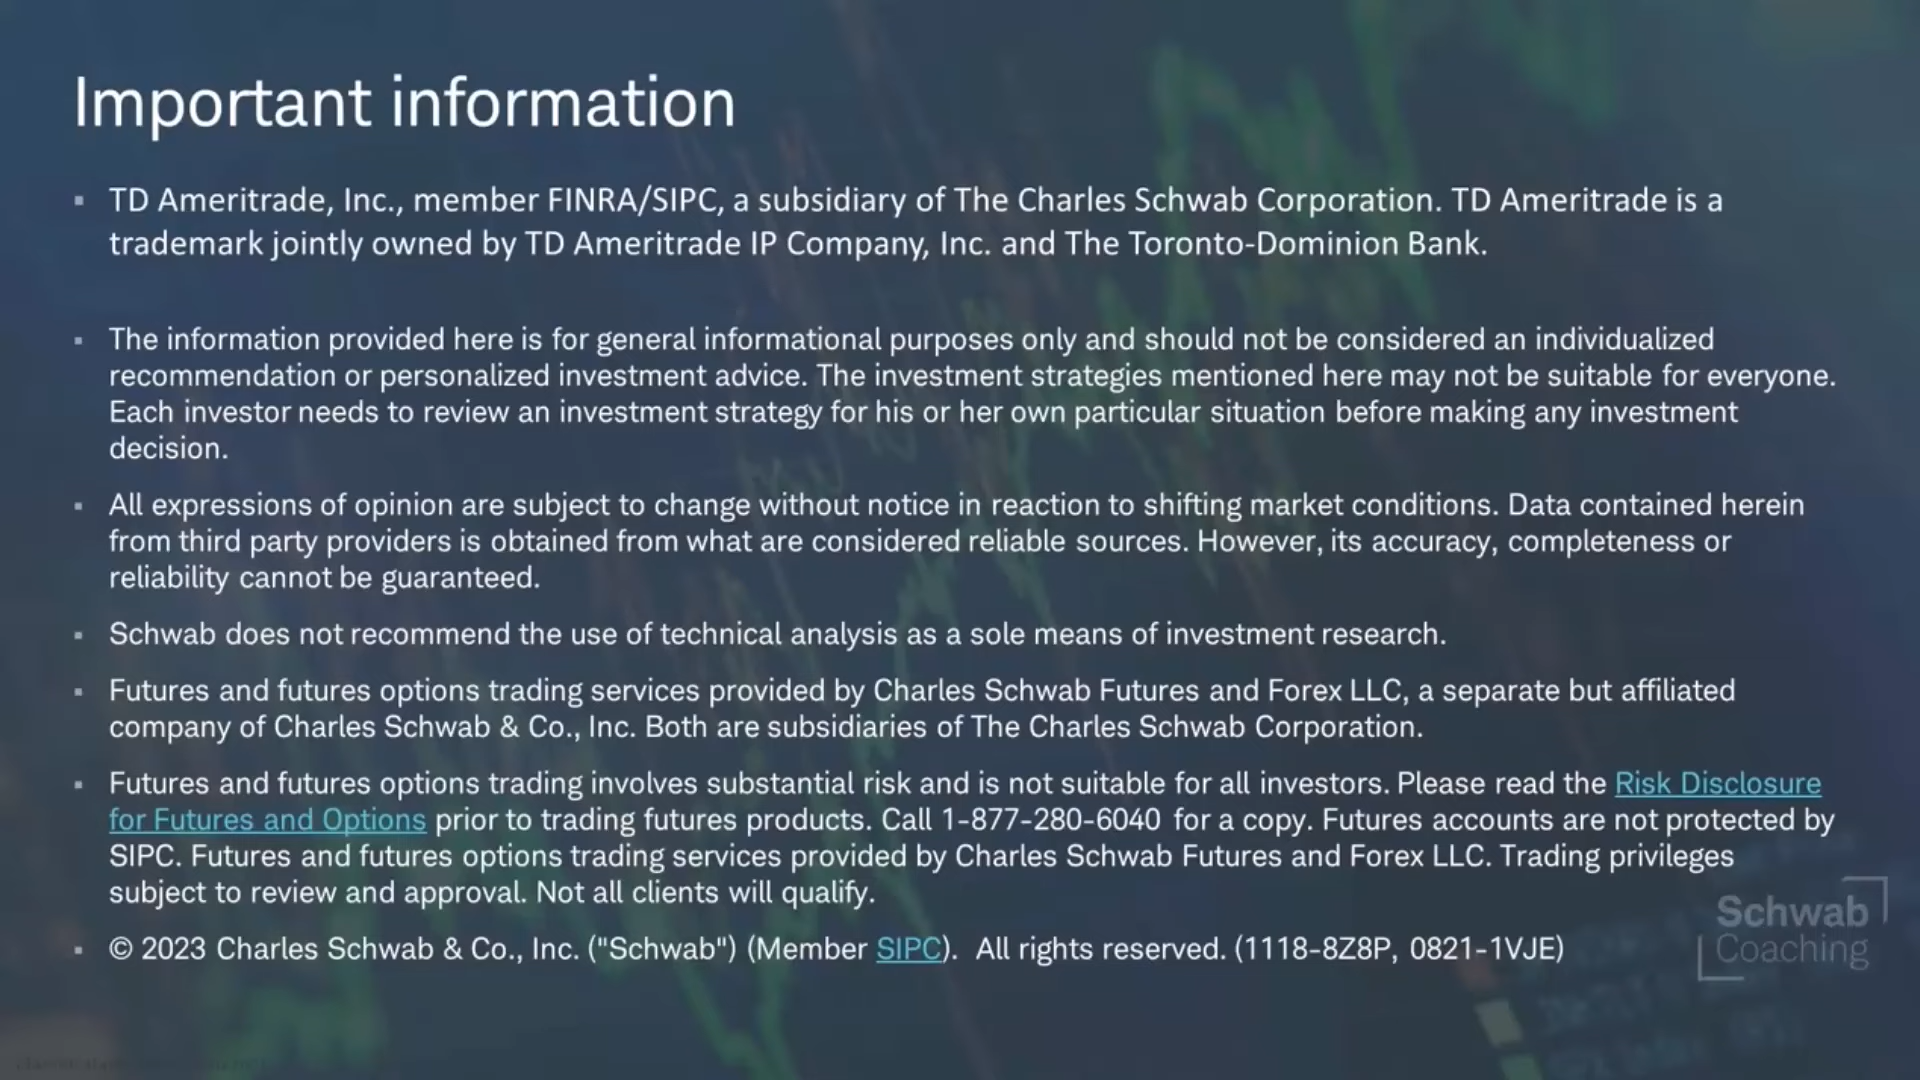 Important information
▪ TD Ameritrade, Inc., member FINRA/SIPC, a subsidiary of The Charles Schwab Corporation. TD Ameritrade is a
trademark jointly owned by TD Ameritrade IP Company, Inc. and The Toronto-Dominion Bank.
▪ The information provided here is for general informational purposes only and should not be considered an individualized
recommendation or personalized investment advice. The investment strategies mentioned here may not be suitable for everyone.
Each investor needs to review an investment strategy for his or her own particular situation before making any investment
decision.
▪ All expressions of opinion are subject to change without notice in reaction to shifting market conditions. Data contained herein
from third party providers is obtained from what are considered reliable sources. However, its accuracy, completeness or
reliability cannot be guaranteed.
▪ Schwab does not recommend the use of technical analysis as a sole means of investment research.
▪ Futures and futures options trading services provided by Charles Schwab Futures and Forex LLC, a separate but affiliated
company of Charles Schwab & Co., Inc. Both are subsidiaries of The Charles Schwab Corporation.
▪ Futures and futures options trading involves substantial risk and is not suitable for all investors. Please read the Risk Disclosure
for Futures and Options prior to trading futures products. Call 1-877-280-6040 for a copy. Futures accounts are not protected by
SIPC. Futures and futures options trading services provided by Charles Schwab Futures and Forex LLC. Trading privileges
subject to review and approval. Not all clients will qualify.
▪ © 2023 Charles Schwab & Co., Inc. ("Schwab") (Member SIPC). All rights reserved. (1118-8Z8P, 0821-1VJE)
Schwab
Coaching